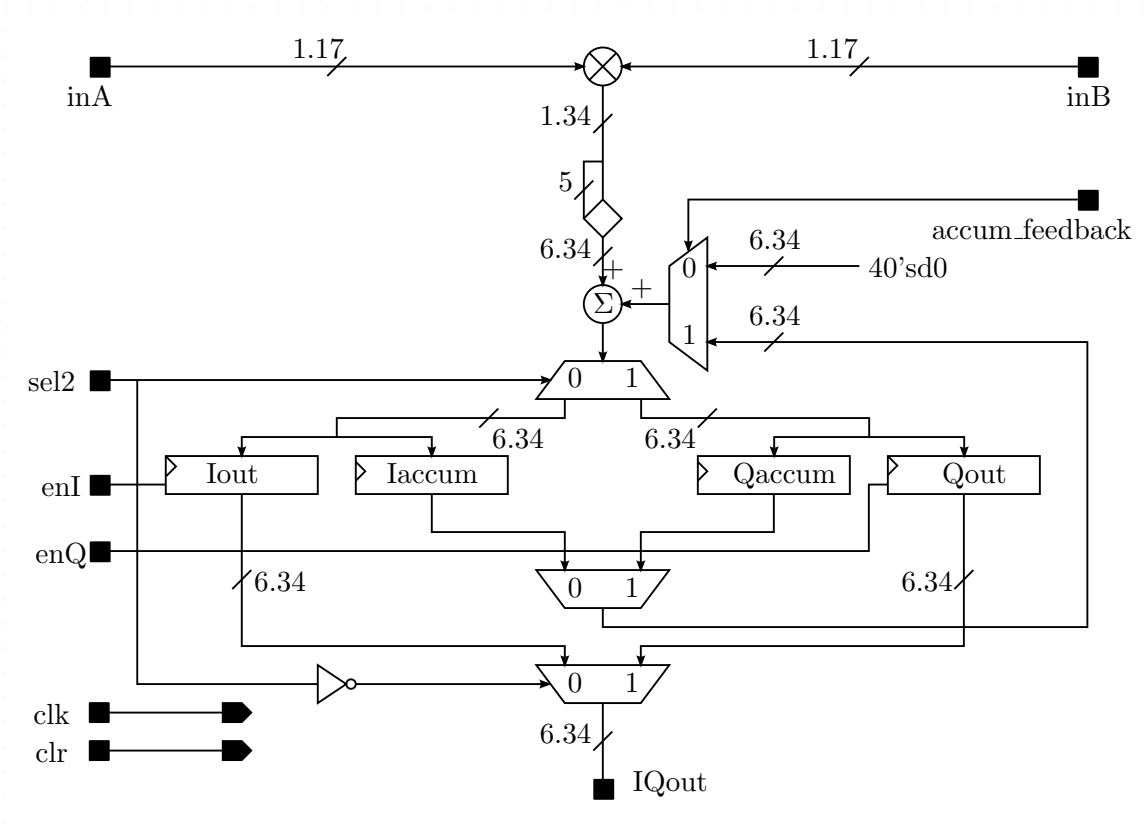 1.17
1.17
inA
inB
1.34
5
accum_feedback
6.34
6.34
+
0
40'sd0
+
Σ
6.34
1
sel2
0 1
6.34
6.34
enI
Iout
Iaccum
Qaccum
Qout
enQ
6.34
0 1
6.34
0 1
clk
clr
6.34
IQout